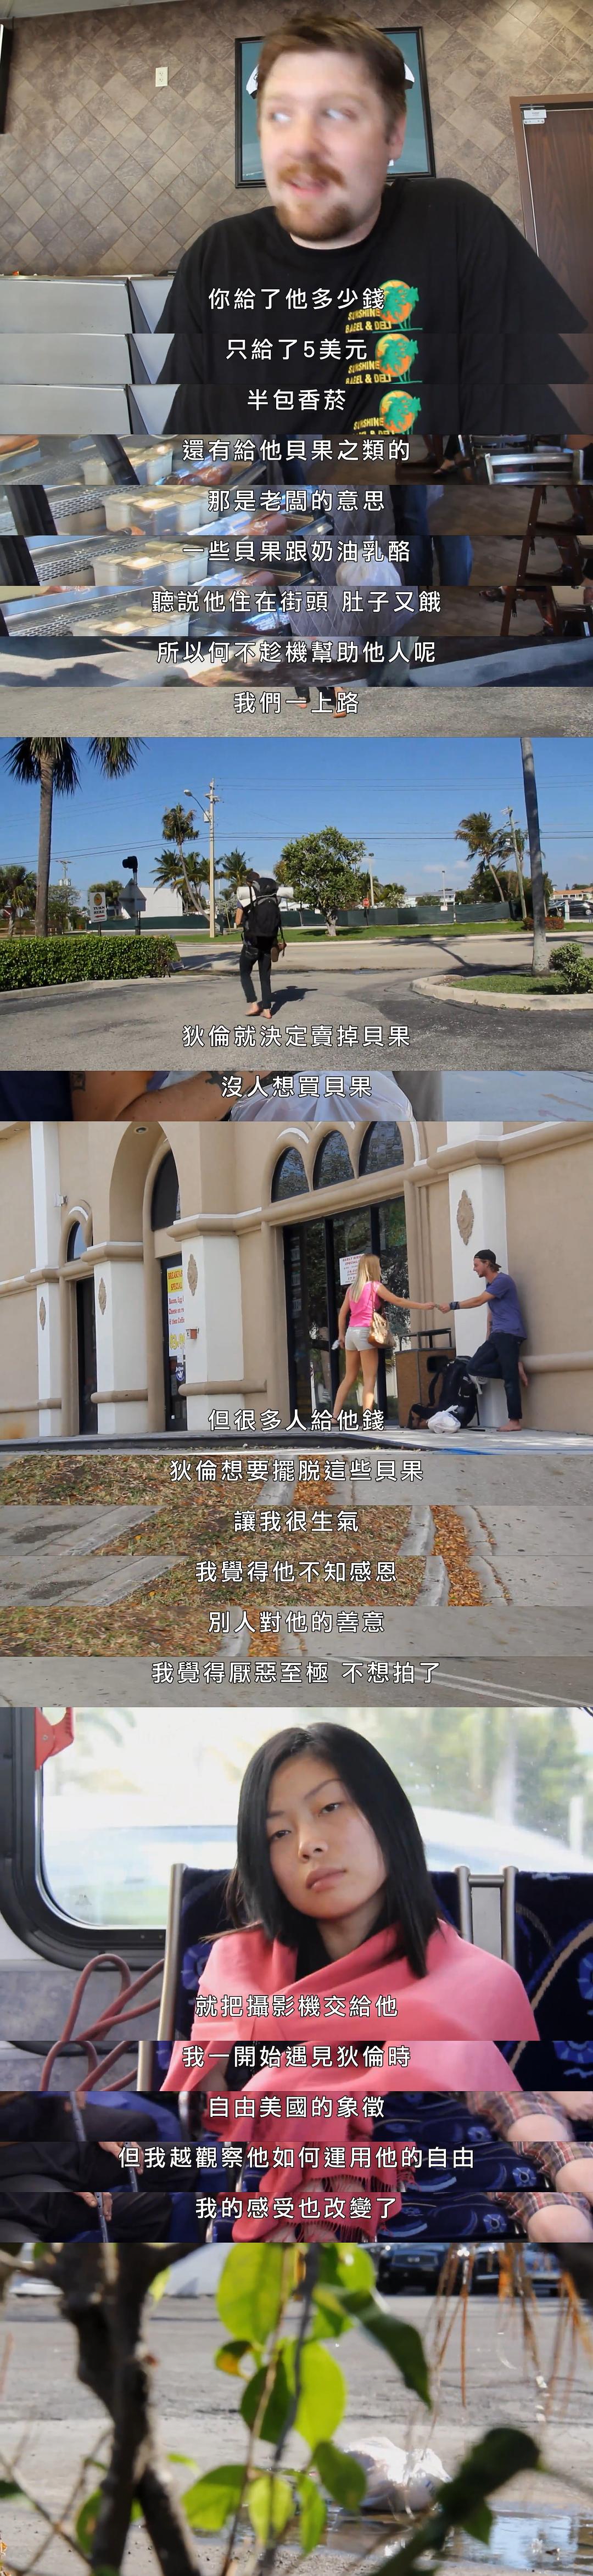 你給了他多少錢
SUNSHINE
BAGEL & DELI
只給了5美元
SUNSHINE
BAGEL & DELI
半包香菸
SUNSHINE
還有給他貝果之類的
那是老闆的意思
一些貝果跟奶油乳酪
聽説他住在街頭 肚子又餓
所以何不趁機幫助他人呢
我們一上路
狄倫就決定賣掉貝果
沒人想買貝果
但很多人給他錢
狄倫想要擺脫這些貝果
讓我很生氣
我覺得他不知感恩
別人對他的善意
我覺得厭惡至極 不想拍了
就把攝影機交給他
我一開始遇見狄倫時
自由美國的象徵
但我越觀察他如何運用他的自由
我的感受也改變了